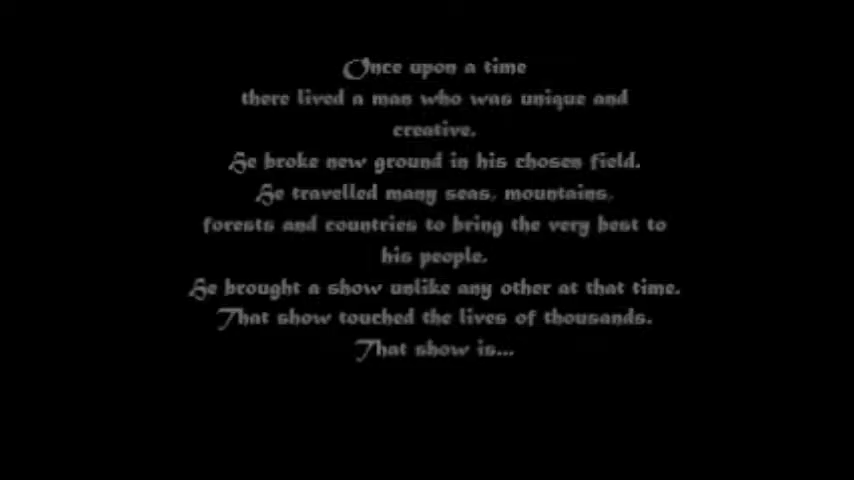 Once upon a time
there lived a man who was unique and
creative.
He broke new ground in his chosen field.
He travelled many seas, mountains,
forests and countries to bring the very best to
his people.
He brought a show unlike any other at that time.
That show touched the lives of thousands.
That show is...